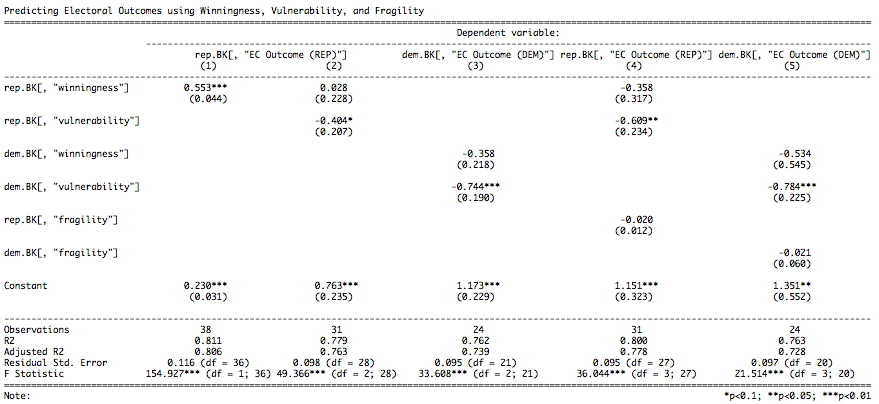 Predicting Electoral Outcomes using Winningness, Vulnerability, and Fragility
Dependent variable:
rep.BK[, "EC Outcome (REP)"] dem.BK[, "EC Outcome (DEM)"] rep.BK[, "EC Outcome (REP)"] dem.BK[, "EC Outcome (DEM)"]
(1) (2) (3) (4) (5)
rep.BK[, "winningness"] 0.553*** 0.028 -0.358
(0.044) (0.228) (0.317)
rep.BK[, "vulnerability"] -0.404* -0.609**
(0.207) (0.234)
dem.BK[, "winningness"] -0.358 -0.534
(0.218) (0.545)
dem.BK[, "vulnerability"] -0.744*** -0.784***
(0.190) (0.225)
rep.BK[, "fragility"] -0.020
(0.012)
dem.BK[, "fragility"] -0.021
(0.060)
Constant 0.230*** 0.763*** 1.173*** 1.151*** 1.351**
(0.031) (0.235) (0.229) (0.323) (0.552)
Observations 38 31 24 31 24
R2 0.811 0.779 0.762 0.800 0.763
Adjusted R2 0.806 0.763 0.739 0.778 0.728
Residual Std. Error 0.116 (df = 36) 0.098 (df = 28) 0.095 (df = 21) 0.095 (df = 27) 0.097 (df = 20)
F Statistic 154.927*** (df = 1; 36) 49.366*** (df = 2; 28) 33.608*** (df = 2; 21) 36.044*** (df = 3; 27) 21.514*** (df = 3; 20)
Note: *p<0.1; **p<0.05; ***p<0.01